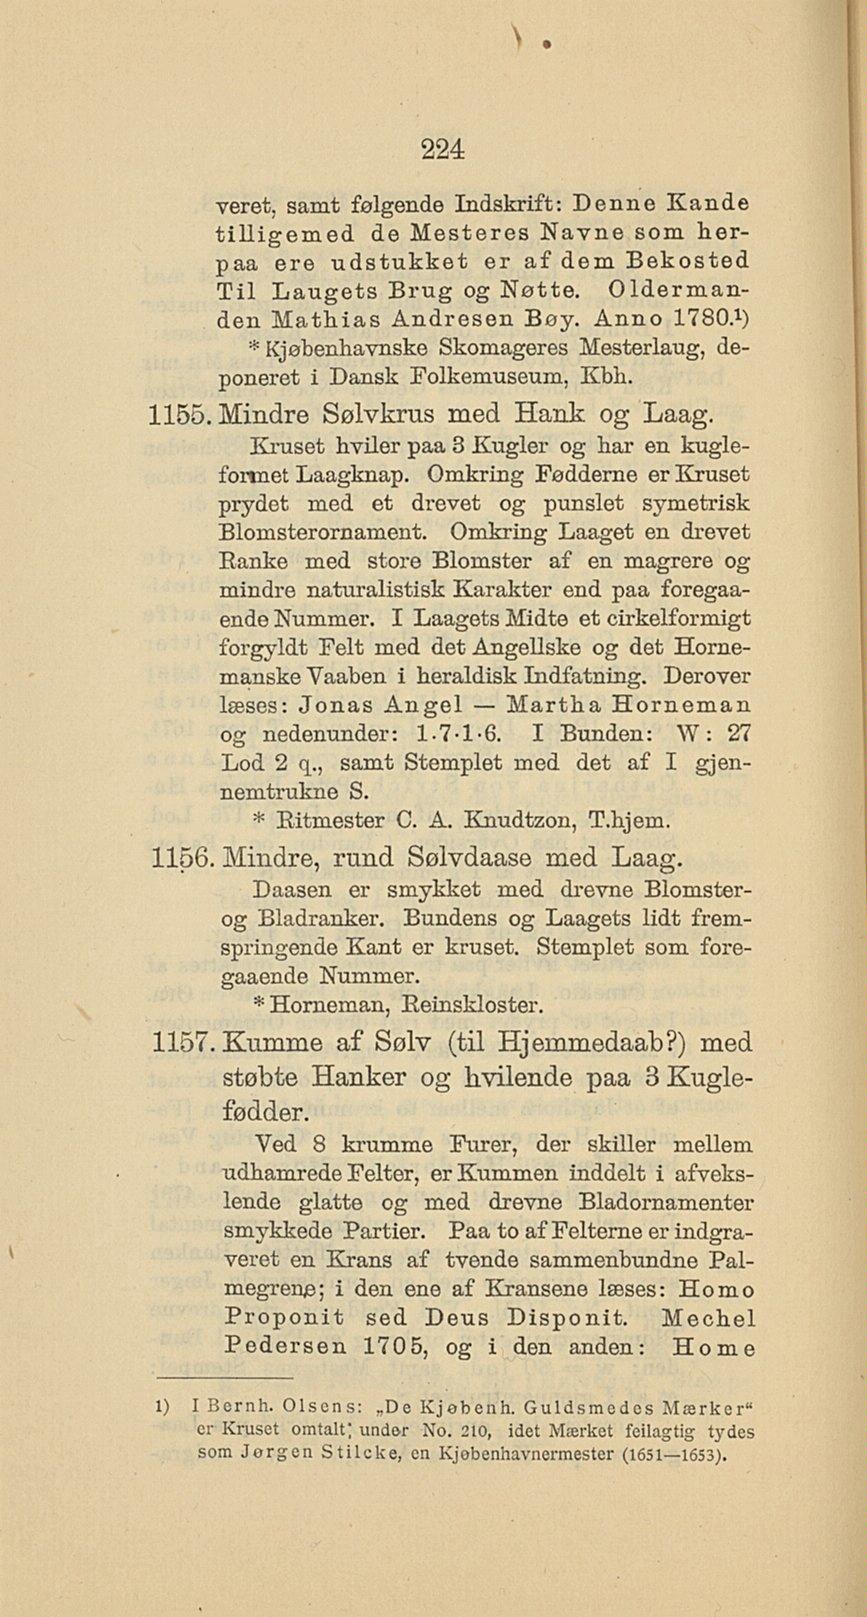 224
veret, samt følgende Indskrift: Denne Kande
tilligemed de Mesteres Navne som her-
paa ere udstukket er af dem Bekosted
Til Laugets Brug og Nøtte. Olderman-
den Mathias Andresen Bøy. Anno 1780.¹)
* Kjøbenhavnske Skomageres Mesterlaug, de-
poneret i Dansk Folkemuseum, Kbh.
1155. Mindre Sølvkrus med Hank og Laag.
Kruset hviler paa 3 Kugler og har en kugle-
formet Laagknap. Omkring Fødderne er Kruset
prydet med et drevet og punslet symetrisk
Blomsterornament. Omkring Laaget en drevet
Ranke med store Blomster af en magrere og
mindre naturalistisk Karakter end paa foregaa-
ende Nummer. I Laagets Midte et cirkelformigt
forgyldt Felt med det Angellske og det Horne-
manske Vaaben i heraldisk Indfatning. Derover
læses: Jonas Angel — Martha Horneman
og nedenunder: 1·7·1·6. I Bunden: W: 27
Lod 2 q., samt Stemplet med det af I gjen-
nemtrukne S.
* Ritmester C. A. Knudtzon, T.hjem.
1156. Mindre, rund Sølvdaase med Laag.
Daasen er smykket med drevne Blomster-
og Bladranker. Bundens og Laagets lidt frem-
springende Kant er kruset. Stemplet som fore-
gaaende Nummer.
* Horneman, Reinskloster.
1157. Kumme af Sølv (til Hjemmedaab?) med
støbte Hanker og hvilende paa 3 Kugle-
fødder.
Ved 8 krumme Furer, der skiller mellem
udhamrede Felter, er Kummen inddelt i afveks-
lende glatte og med drevne Bladornamenter
smykkede Partier. Paa to af Felterne er indgra-
veret en Krans af tvende sammenbundne Pal-
megrene; i den ene af Kransene læses: Homo
Proponit sed Deus Disponit. Mechel
Pedersen 1705, og i den anden: Home
1) I Bernh. Olsens: „De Kjøbenh. Guldsmedes Mærker“
er Kruset omtalt under No. 210, idet Mærket feilagtig tydes
som Jørgen Stilcke, en Kjøbenhavnermester (1651—1653).